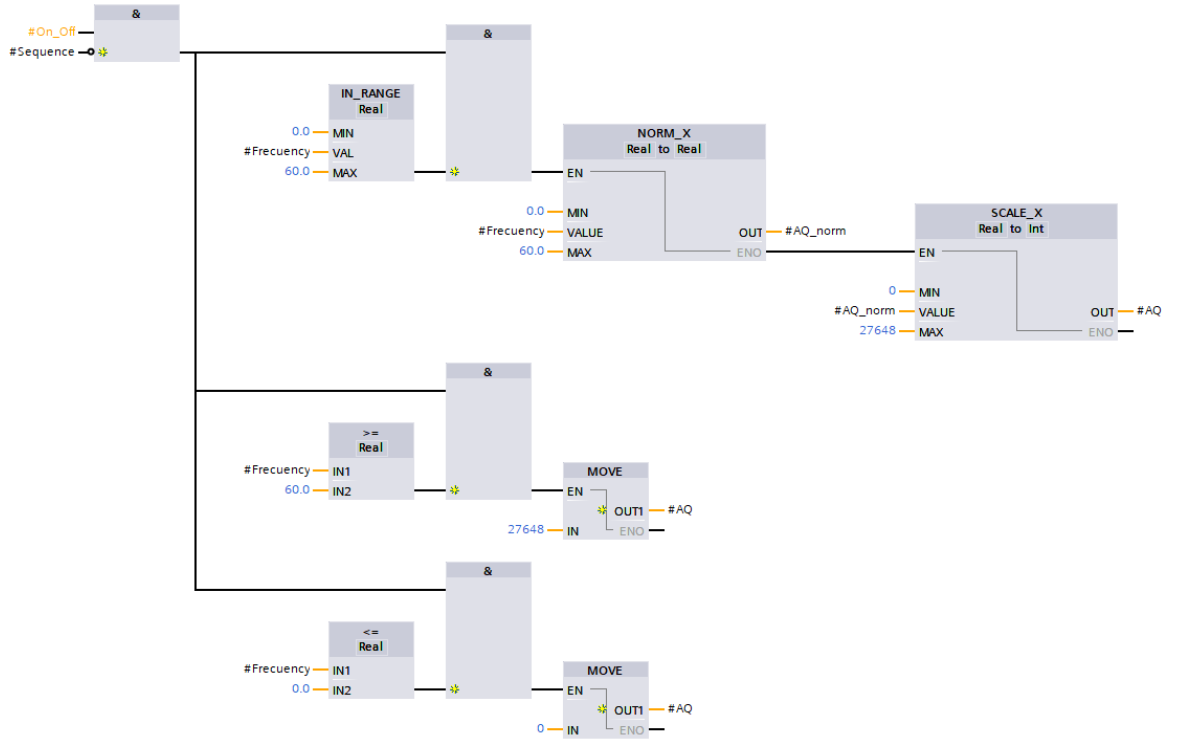 &
#On_Off
#Sequence
&
IN_RANGE
Real
0.0 MIN
#Frecuency VAL
60.0 MAX
NORM_X
Real to Real
EN
0.0 MIN
#Frecuency VALUE OUT #AQ_norm
60.0 MAX ENO
SCALE_X
Real to Int
EN
0 MIN
#AQ_norm VALUE OUT #AQ
27648 MAX ENO
&
>=
Real
#Frecuency IN1
60.0 IN2
MOVE
EN
OUT1 #AQ
27648 IN ENO
&
<=
Real
#Frecuency IN1
0.0 IN2
MOVE
EN
OUT1 #AQ
0 IN ENO